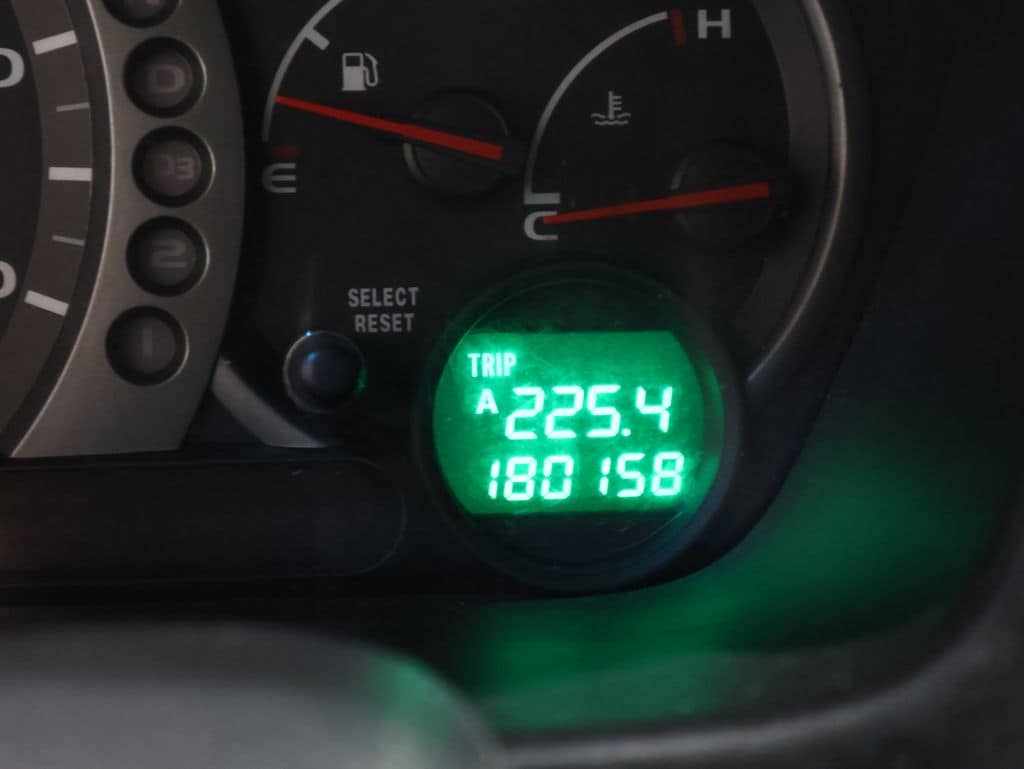 H
D
D3
E
C
2
SELECT
RESET
1
TRIP
A 225.4
180158